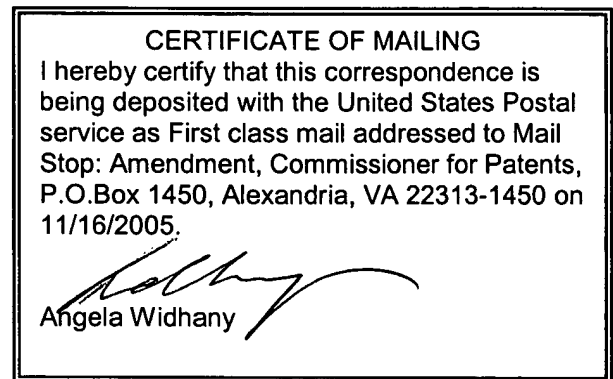 CERTIFICATE OF MAILING
I hereby certify that this correspondence is
being deposited with the United States Postal
service as First class mail addressed to Mail
Stop: Amendment, Commissioner for Patents,
P.O.Box 1450, Alexandria, VA 22313-1450 on
11/16/2005.
Angela Widhany